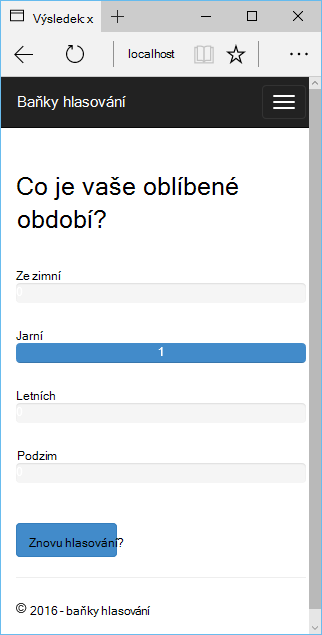 Výsledek: x
localhost
Baňky hlasování
Co je vaše oblíbené
období?
Ze zimní
0
Jarní
1
Letních
0
Podzim
0
Znovu hlasování?
© 2016 - baňky hlasování